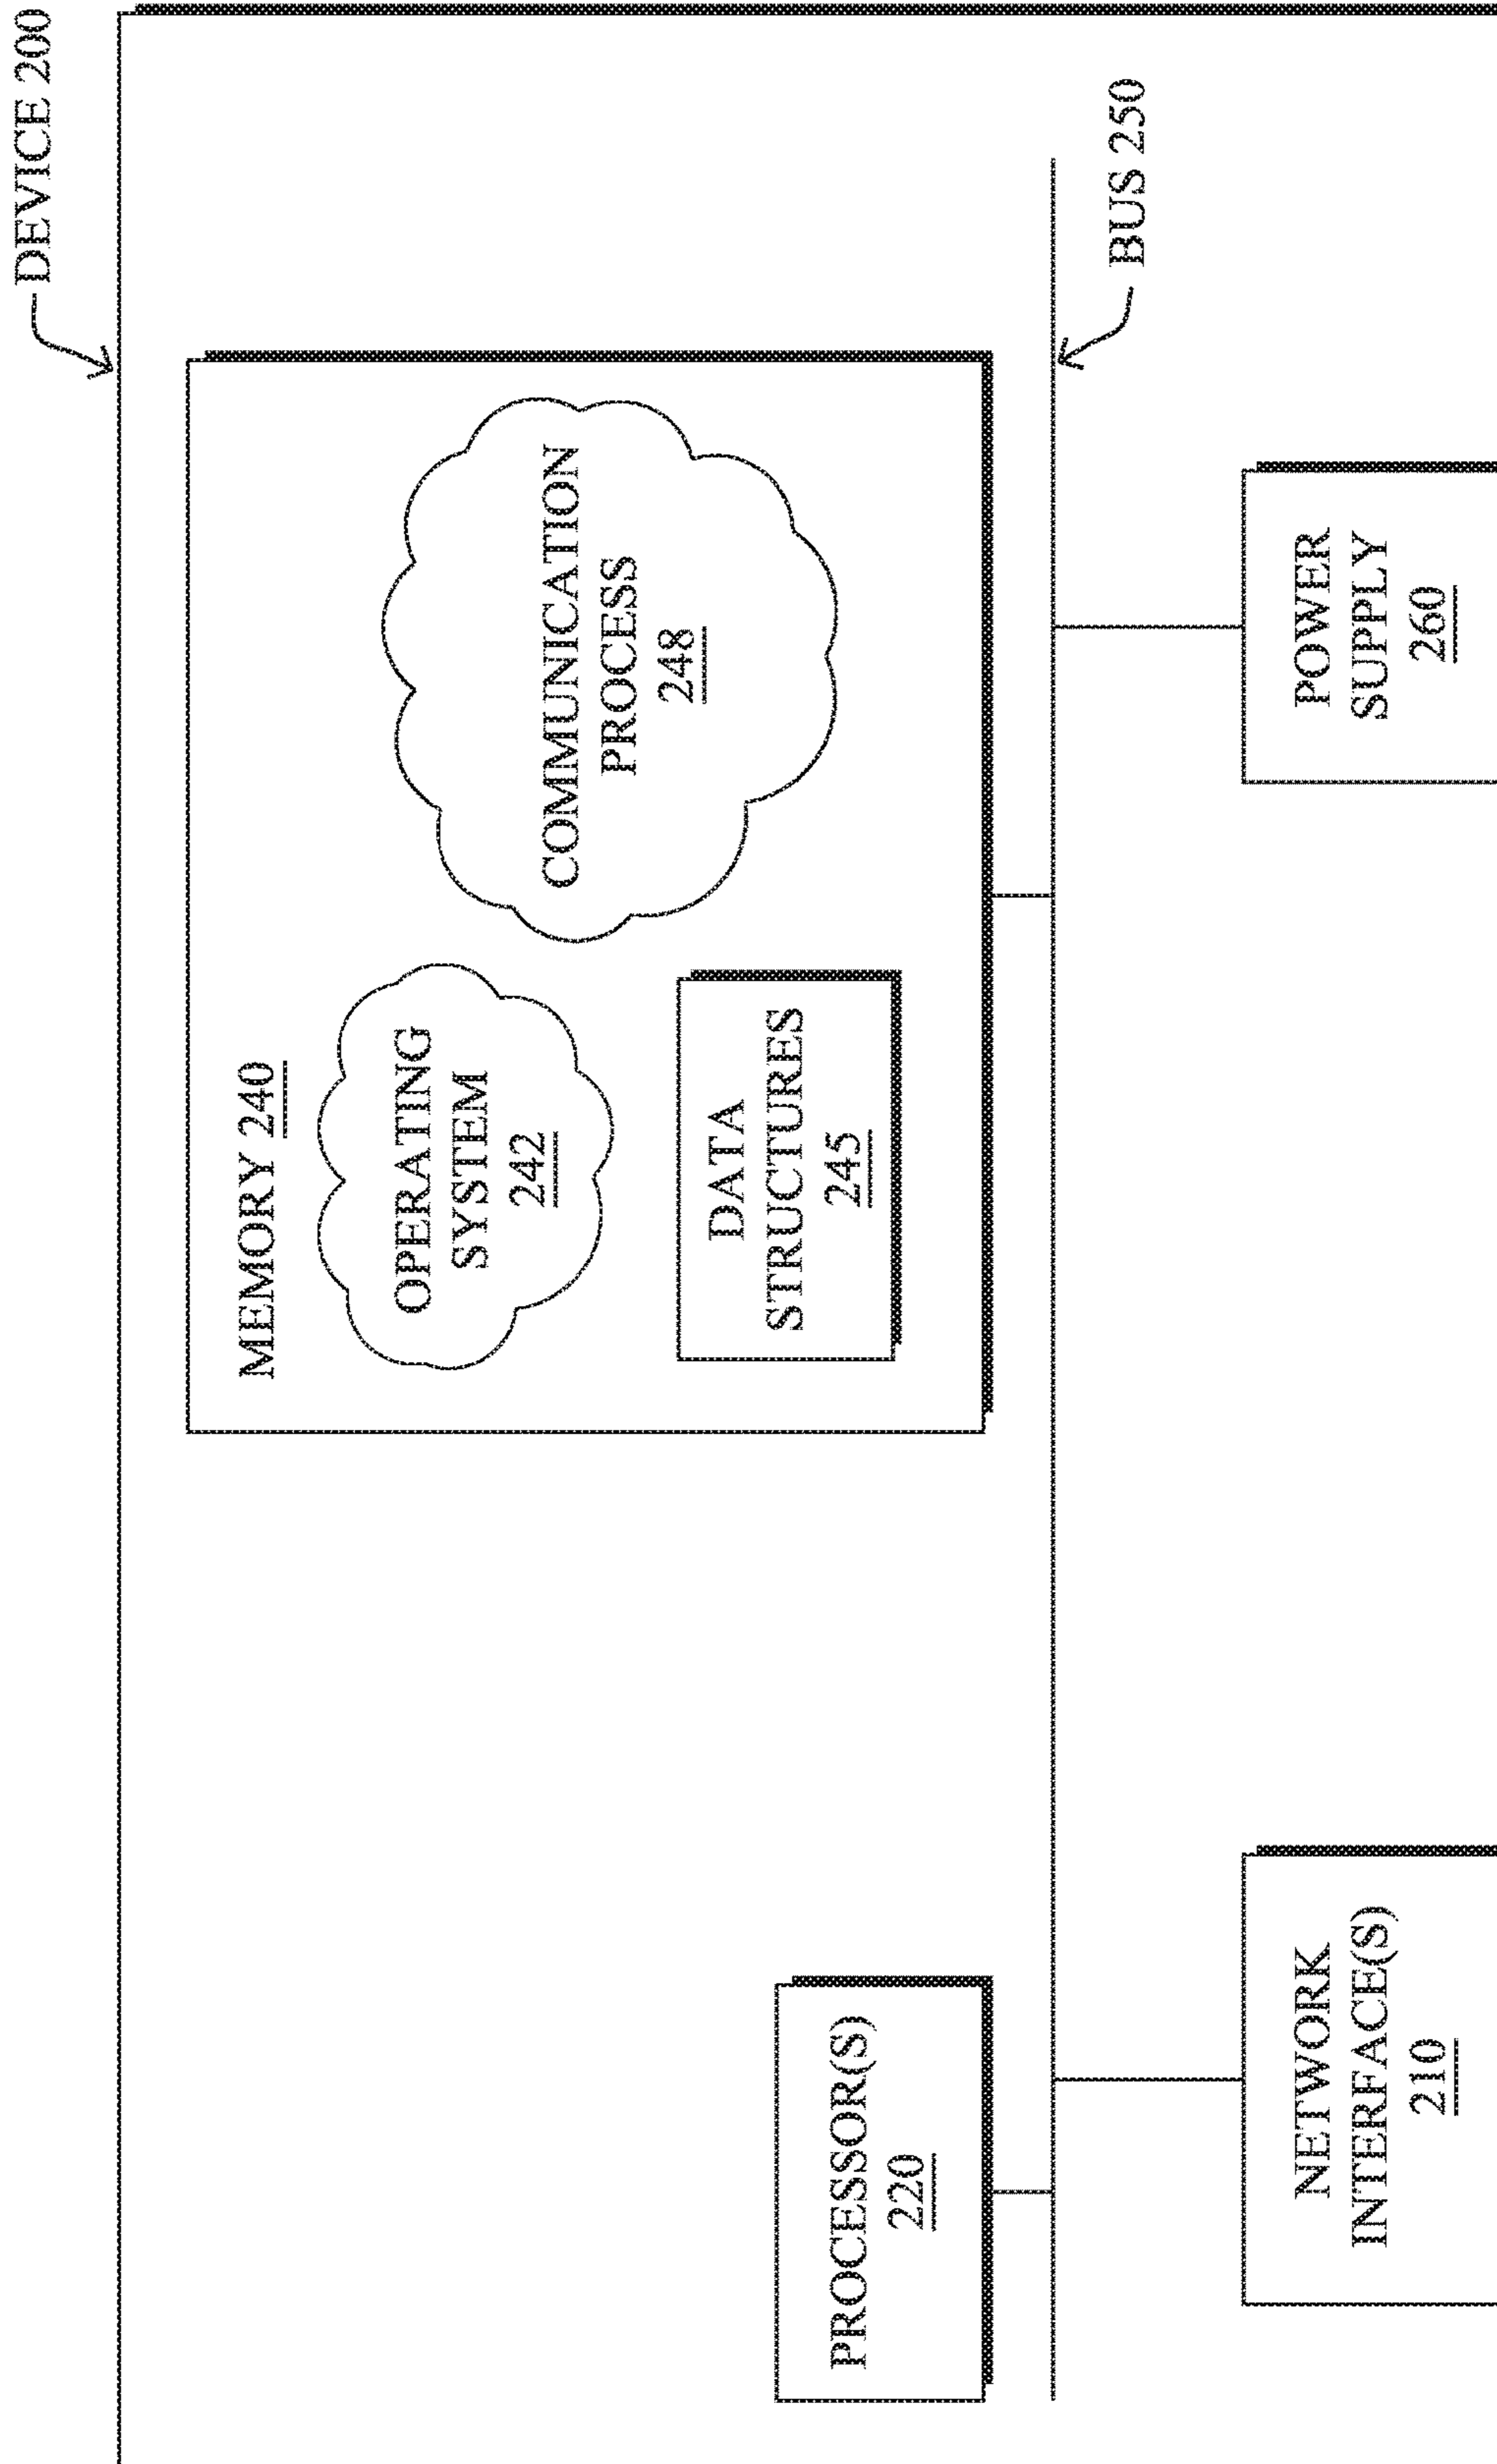 DEVICE 200
MEMORY 240
OPERATING
SYSTEM
242
DATA
STRUCTURES
245
COMMUNICATION
PROCESS
248
PROCESSOR(S)
220
BUS 250
NETWORK
INTERFACE(S)
210
POWER
SUPPLY
260